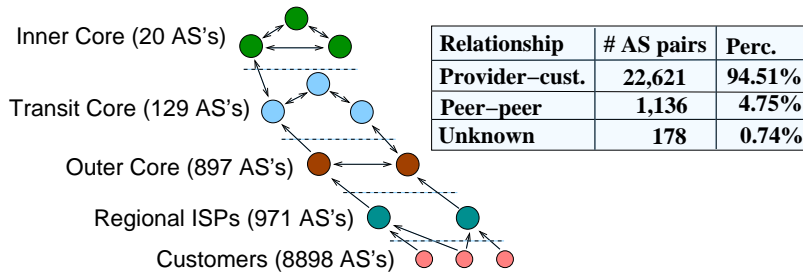 Inner Core (20 AS's)
Transit Core (129 AS's)
Outer Core (897 AS's)
Regional ISPs (971 AS's)
Customers (8898 AS's)
Relationship # AS pairs Perc.
Provider−cust. 22,621 94.51%
Peer−peer 1,136 4.75%
Unknown 178 0.74%